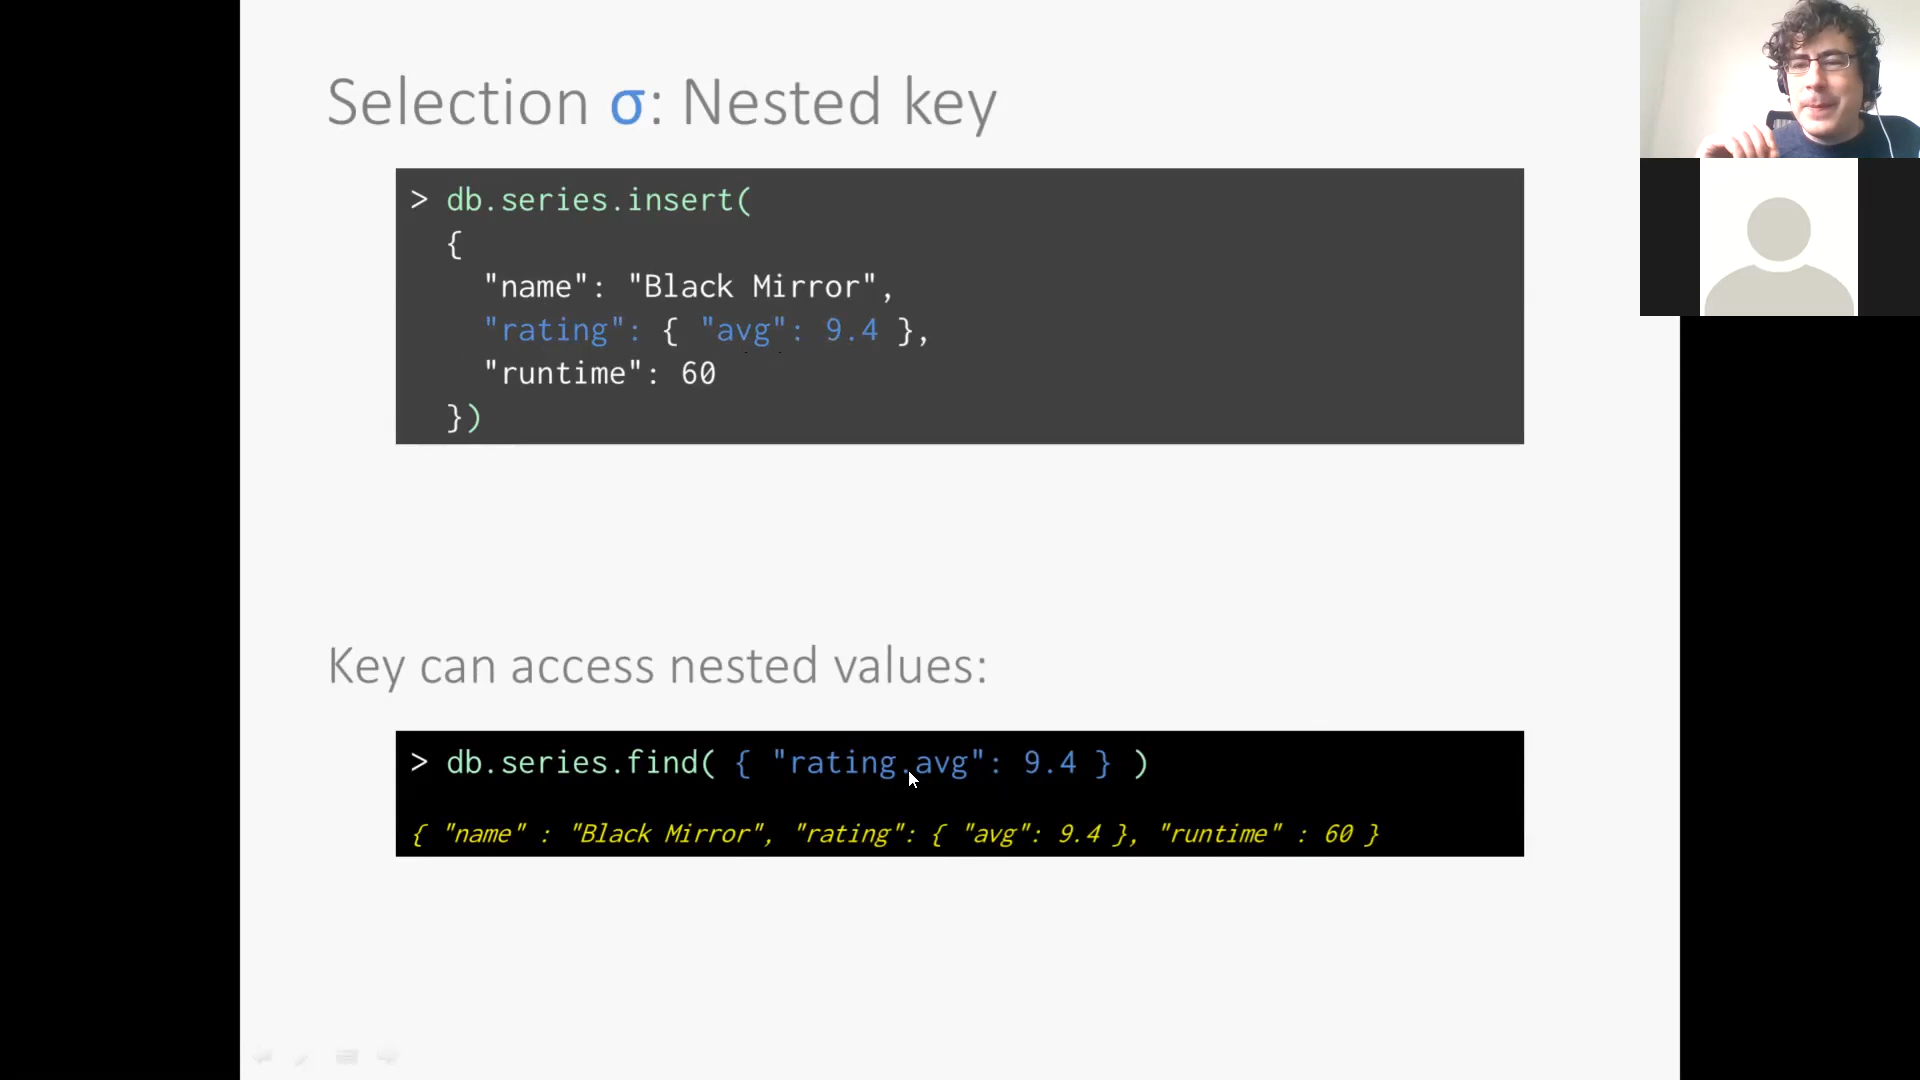 Selection σ: Nested key
> db.series.insert(
{
"name": "Black Mirror",
"rating": { "avg": 9.4 },
"runtime": 60
})
Key can access nested values:
> db.series.find( { "rating.avg": 9.4 } )
{ "name" : "Black Mirror", "rating": { "avg": 9.4 }, "runtime" : 60 }